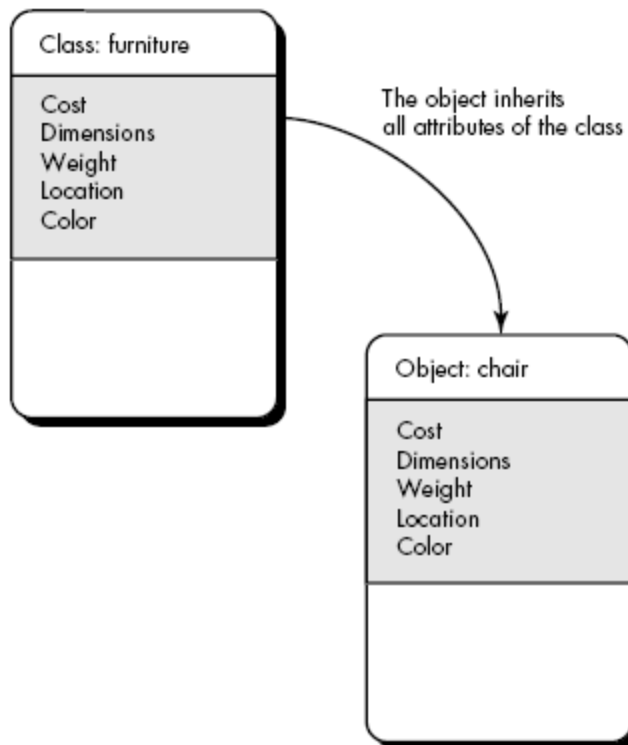 Class: furniture
Cost
Dimensions
Weight
Location
Color
The object inherits
all attributes of the class
Object: chair
Cost
Dimensions
Weight
Location
Color